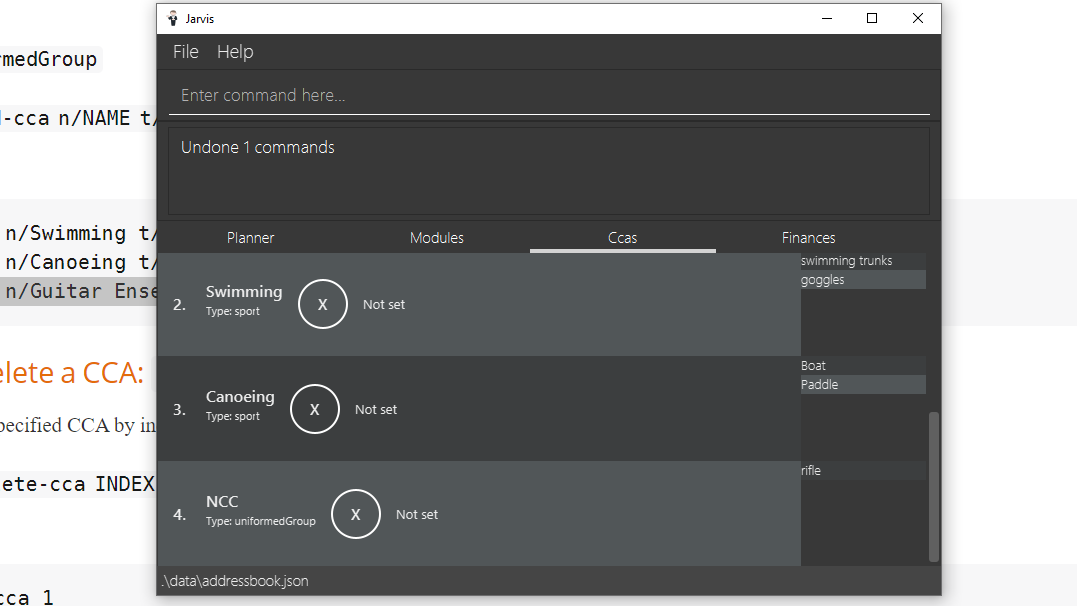 Jarvis
File Help
Enter command here...
Undone 1 commands
Planner Modules Ccas Finances
swimming trunks
goggles
2. Swimming
Type: sport
X
Not set
Boat
Paddle
3. Canoeing
Type: sport
X
Not set
rifle
4. NCC
Type: uniformedGroup
X
Not set
.\data\addressbook.json
rmedGroup
-cca n/NAME t/
n/Swimming t/
n/Canoeing t/
n/Guitar Ense
elete a CCA:
pecified CCA by in
ete-cca INDEX
cca 1